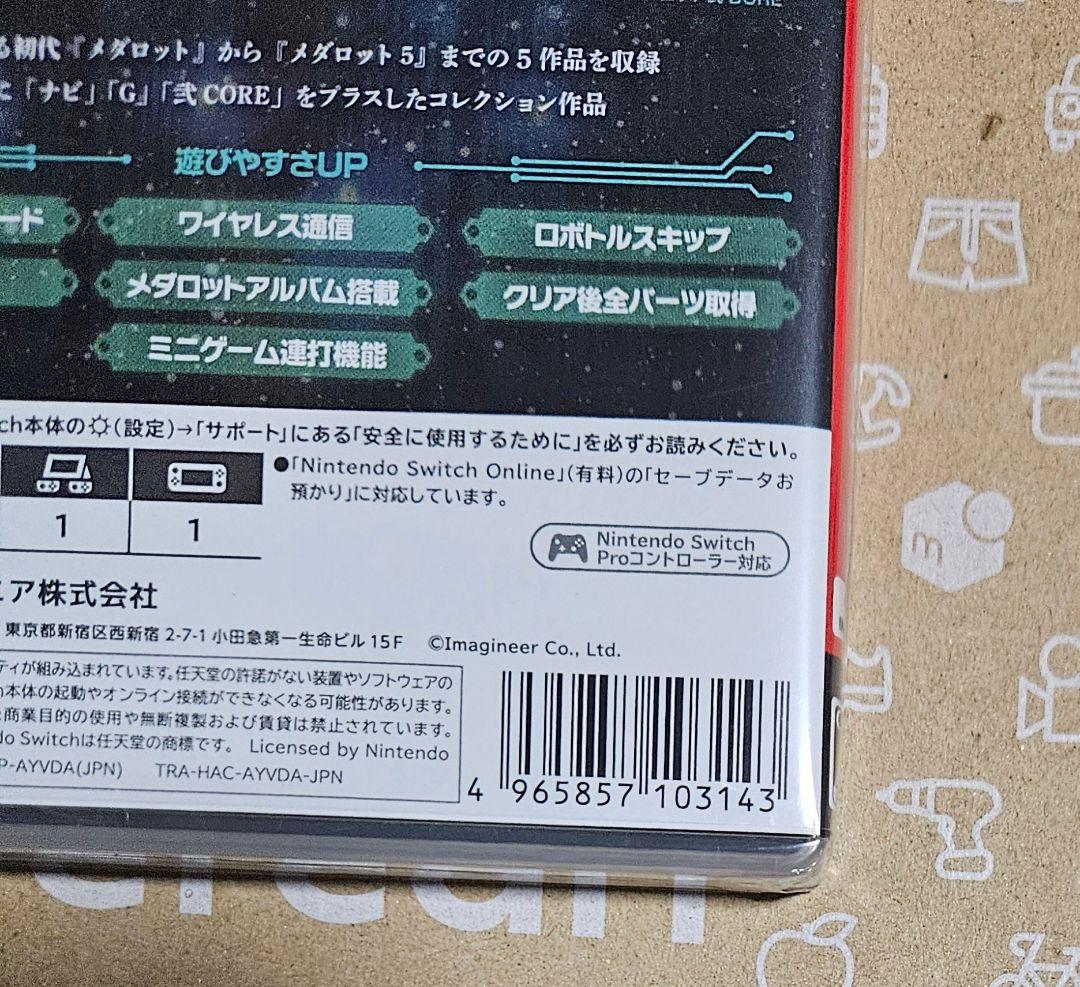 る初代『メダロット』から『メダロット5』までの5作品を収録
に「ナビ」「G」「弐CORE」をプラスしたコレクション作品
遊びやすさUP
ード
ワイヤレス通信
ロボトルスキップ
メダロットアルバム搭載
クリア後全パーツ取得
ミニゲーム連打機能
ch本体の(設定)→「サポート」にある「安全に使用するために」を必ずお読みください。
●「Nintendo Switch Online」(有料)の「セーブデータお
預かり」に対応しています。
1
1
Nintendo Switch
Proコントローラー対応
ニア株式会社
東京都新宿区西新宿 2-7-1 小田急第一生命ビル 15F ©Imagineer Co., Ltd.
ティが組み込まれています。任天堂の許諾がない装置やソフトウェアの
h本体の起動やオンライン接続ができなくなる可能性があります。
商業目的の使用や無断複製および賃貸は禁止されています。
do Switchは任天堂の商標です。 Licensed by Nintendo
P-AYVDA(JPN) TRA-HAC-AYVDA-JPN
4 965857 103143
m
ercari